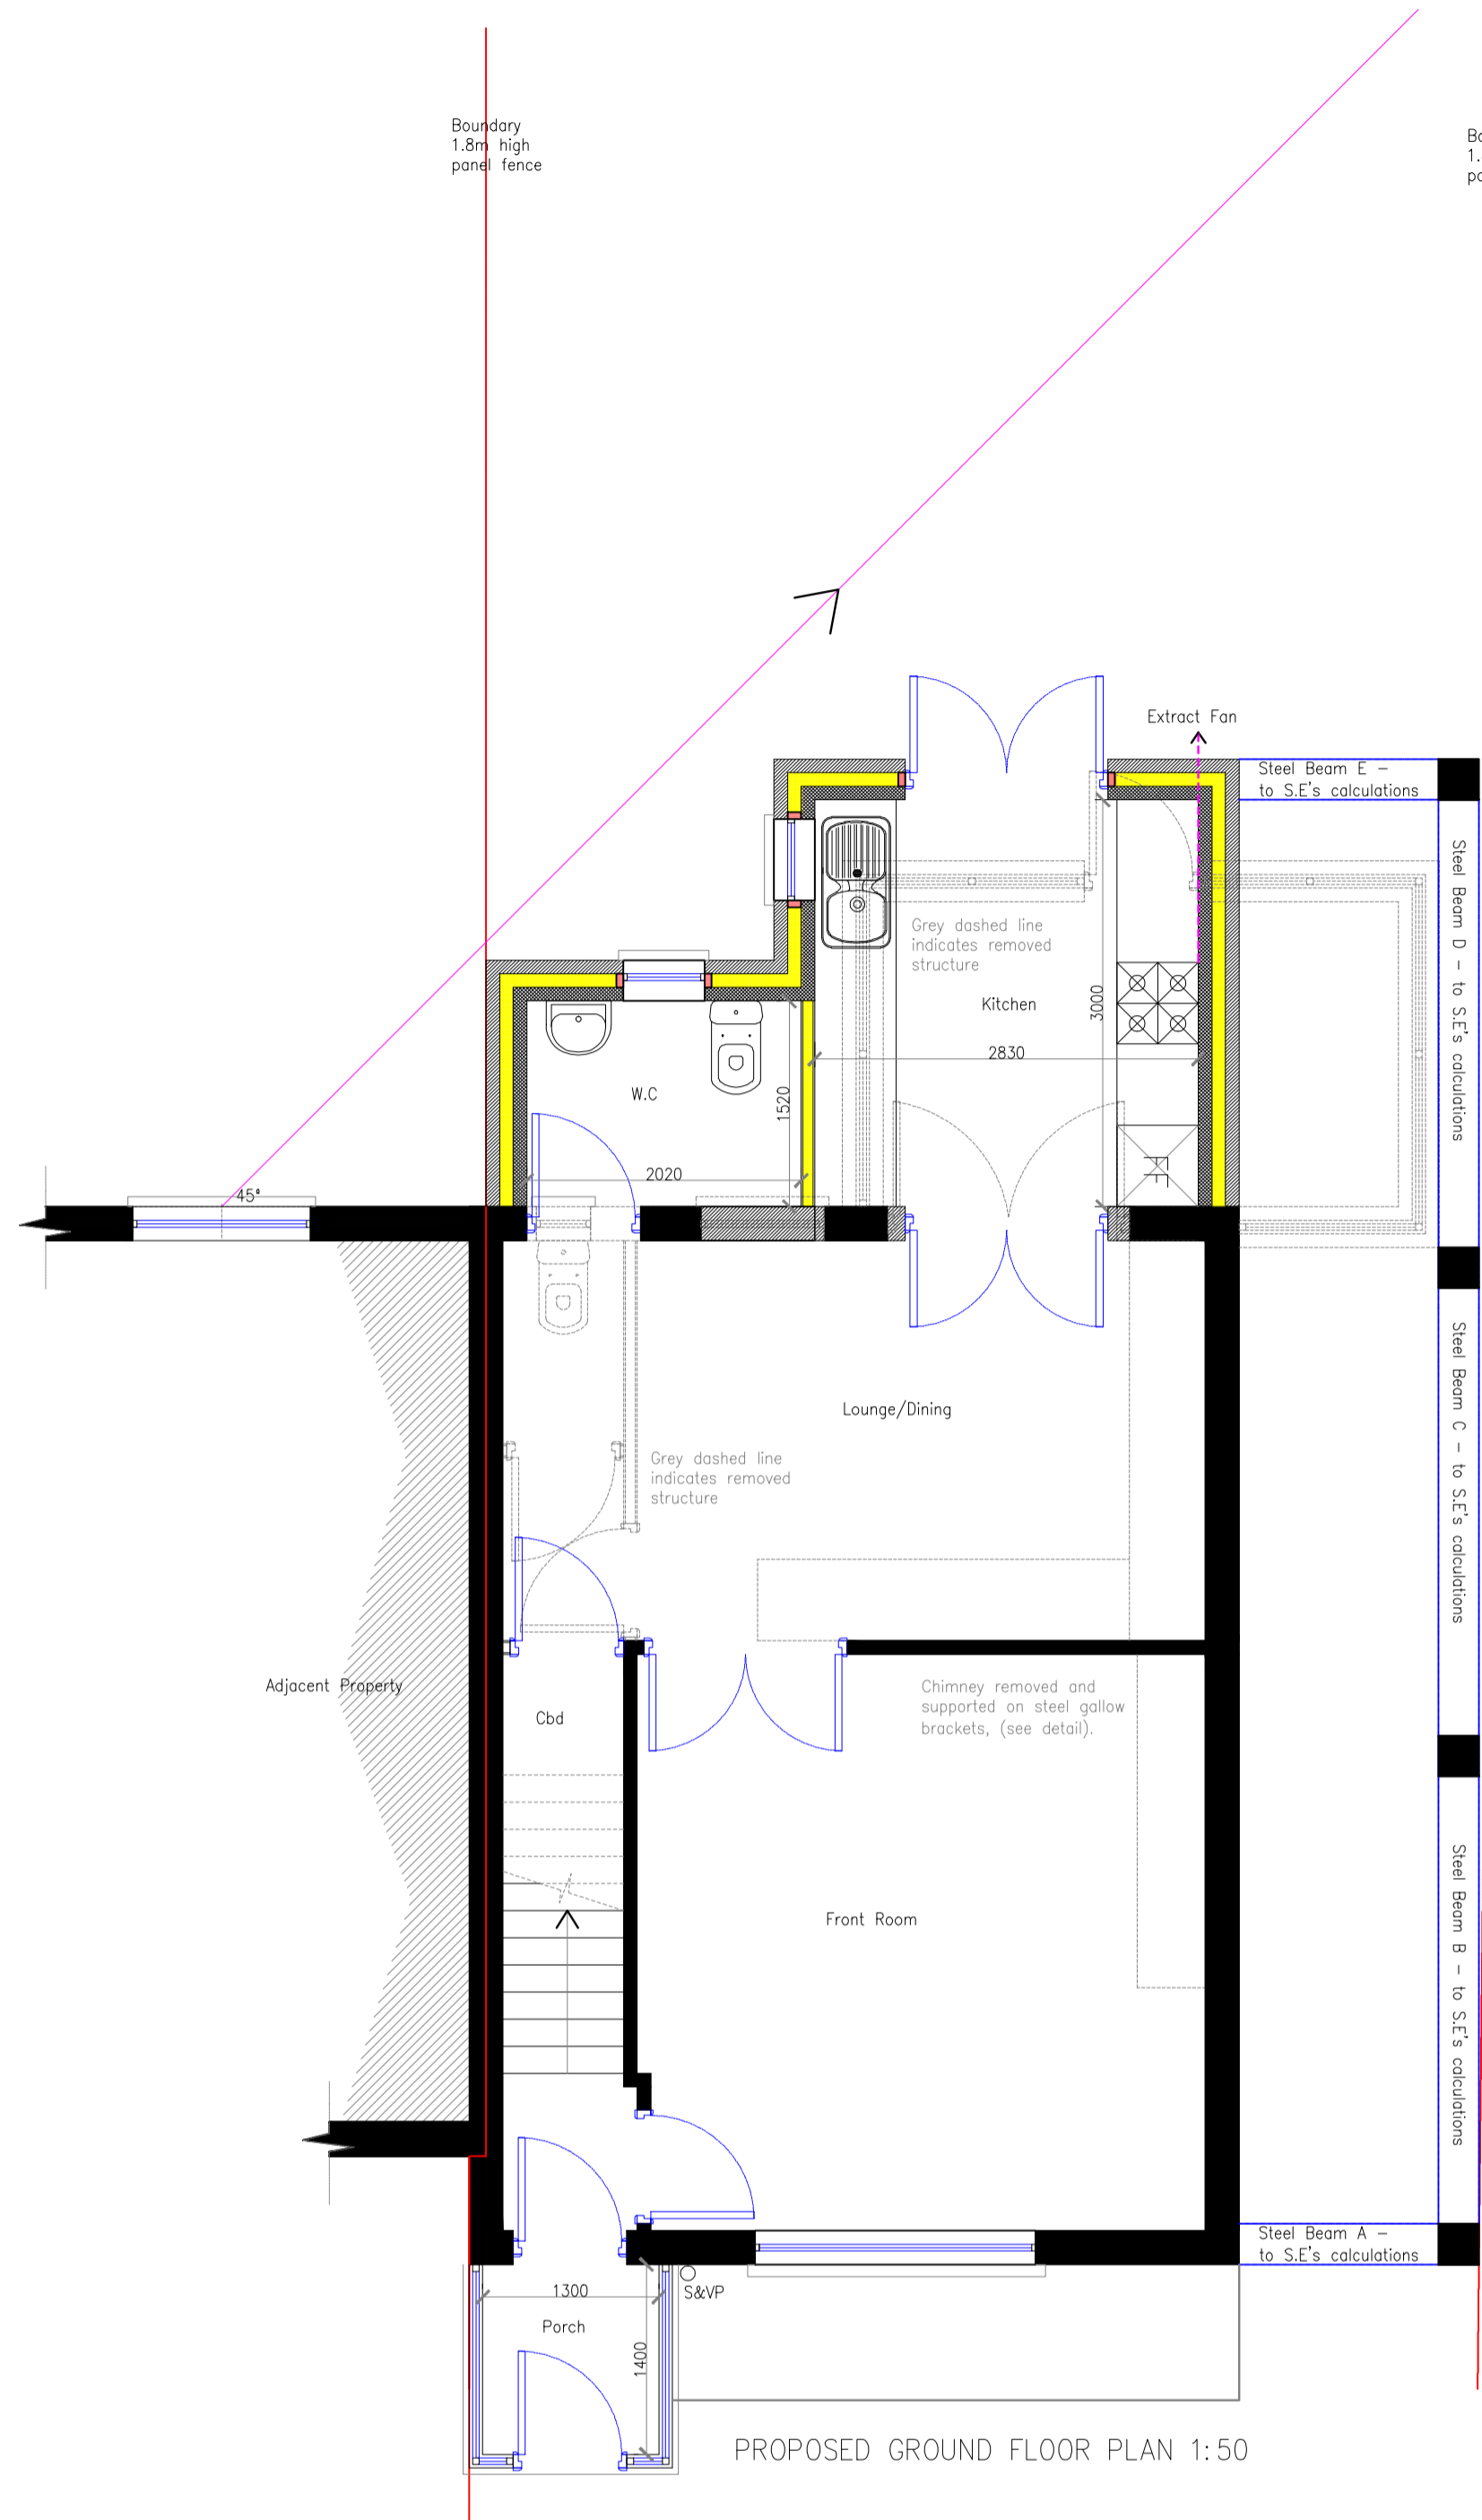 Boundary
1.8m high
panel fence
Bo
1.
pa
Extract Fan
Steel Beam E -
to S.E's calculations
Steel Beam D - to S.E's calculations
Grey dashed line
indicates removed
structure
Kitchen
3000
2830
W.C
1520
2020
45°
FF
Steel Beam C - to S.E's calculations
Lounge/Dining
Grey dashed line
indicates removed
structure
Adjacent Property
Chimney removed and
supported on steel gallow
brackets, (see detail).
Cbd
Front Room
Steel Beam B - to S.E's calculations
Steel Beam A -
to S.E's calculations
1300
S&VP
Porch
1400
PROPOSED GROUND FLOOR PLAN 1:50